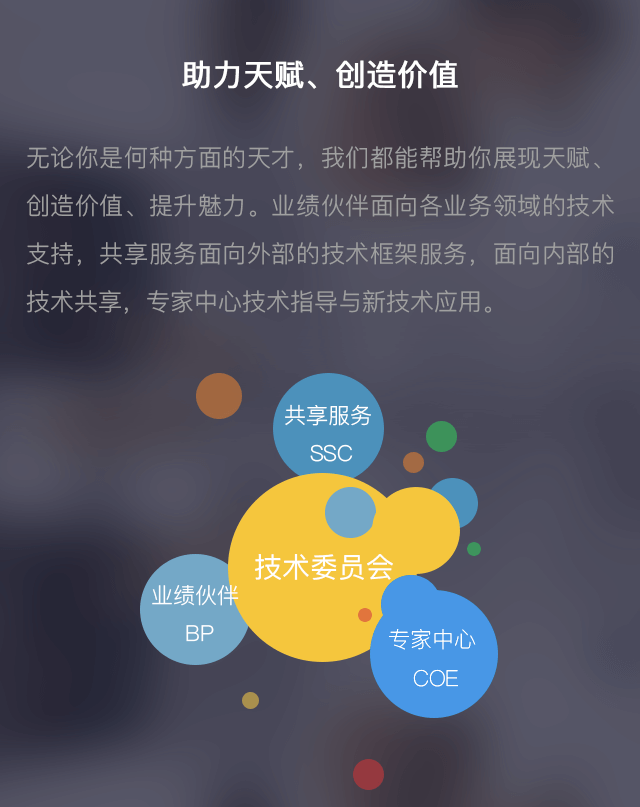 助力天赋、创造价值
无论你是何种方面的天才，我们都能帮助你展现天赋、
创造价值、提升魅力。业绩伙伴面向各业务领域的技术
支持，共享服务面向外部的技术框架服务，面向内部的
技术共享，专家中心技术指导与新技术应用。
共享服务
SSC
技术委员会
业绩伙伴
BP
专家中心
COE